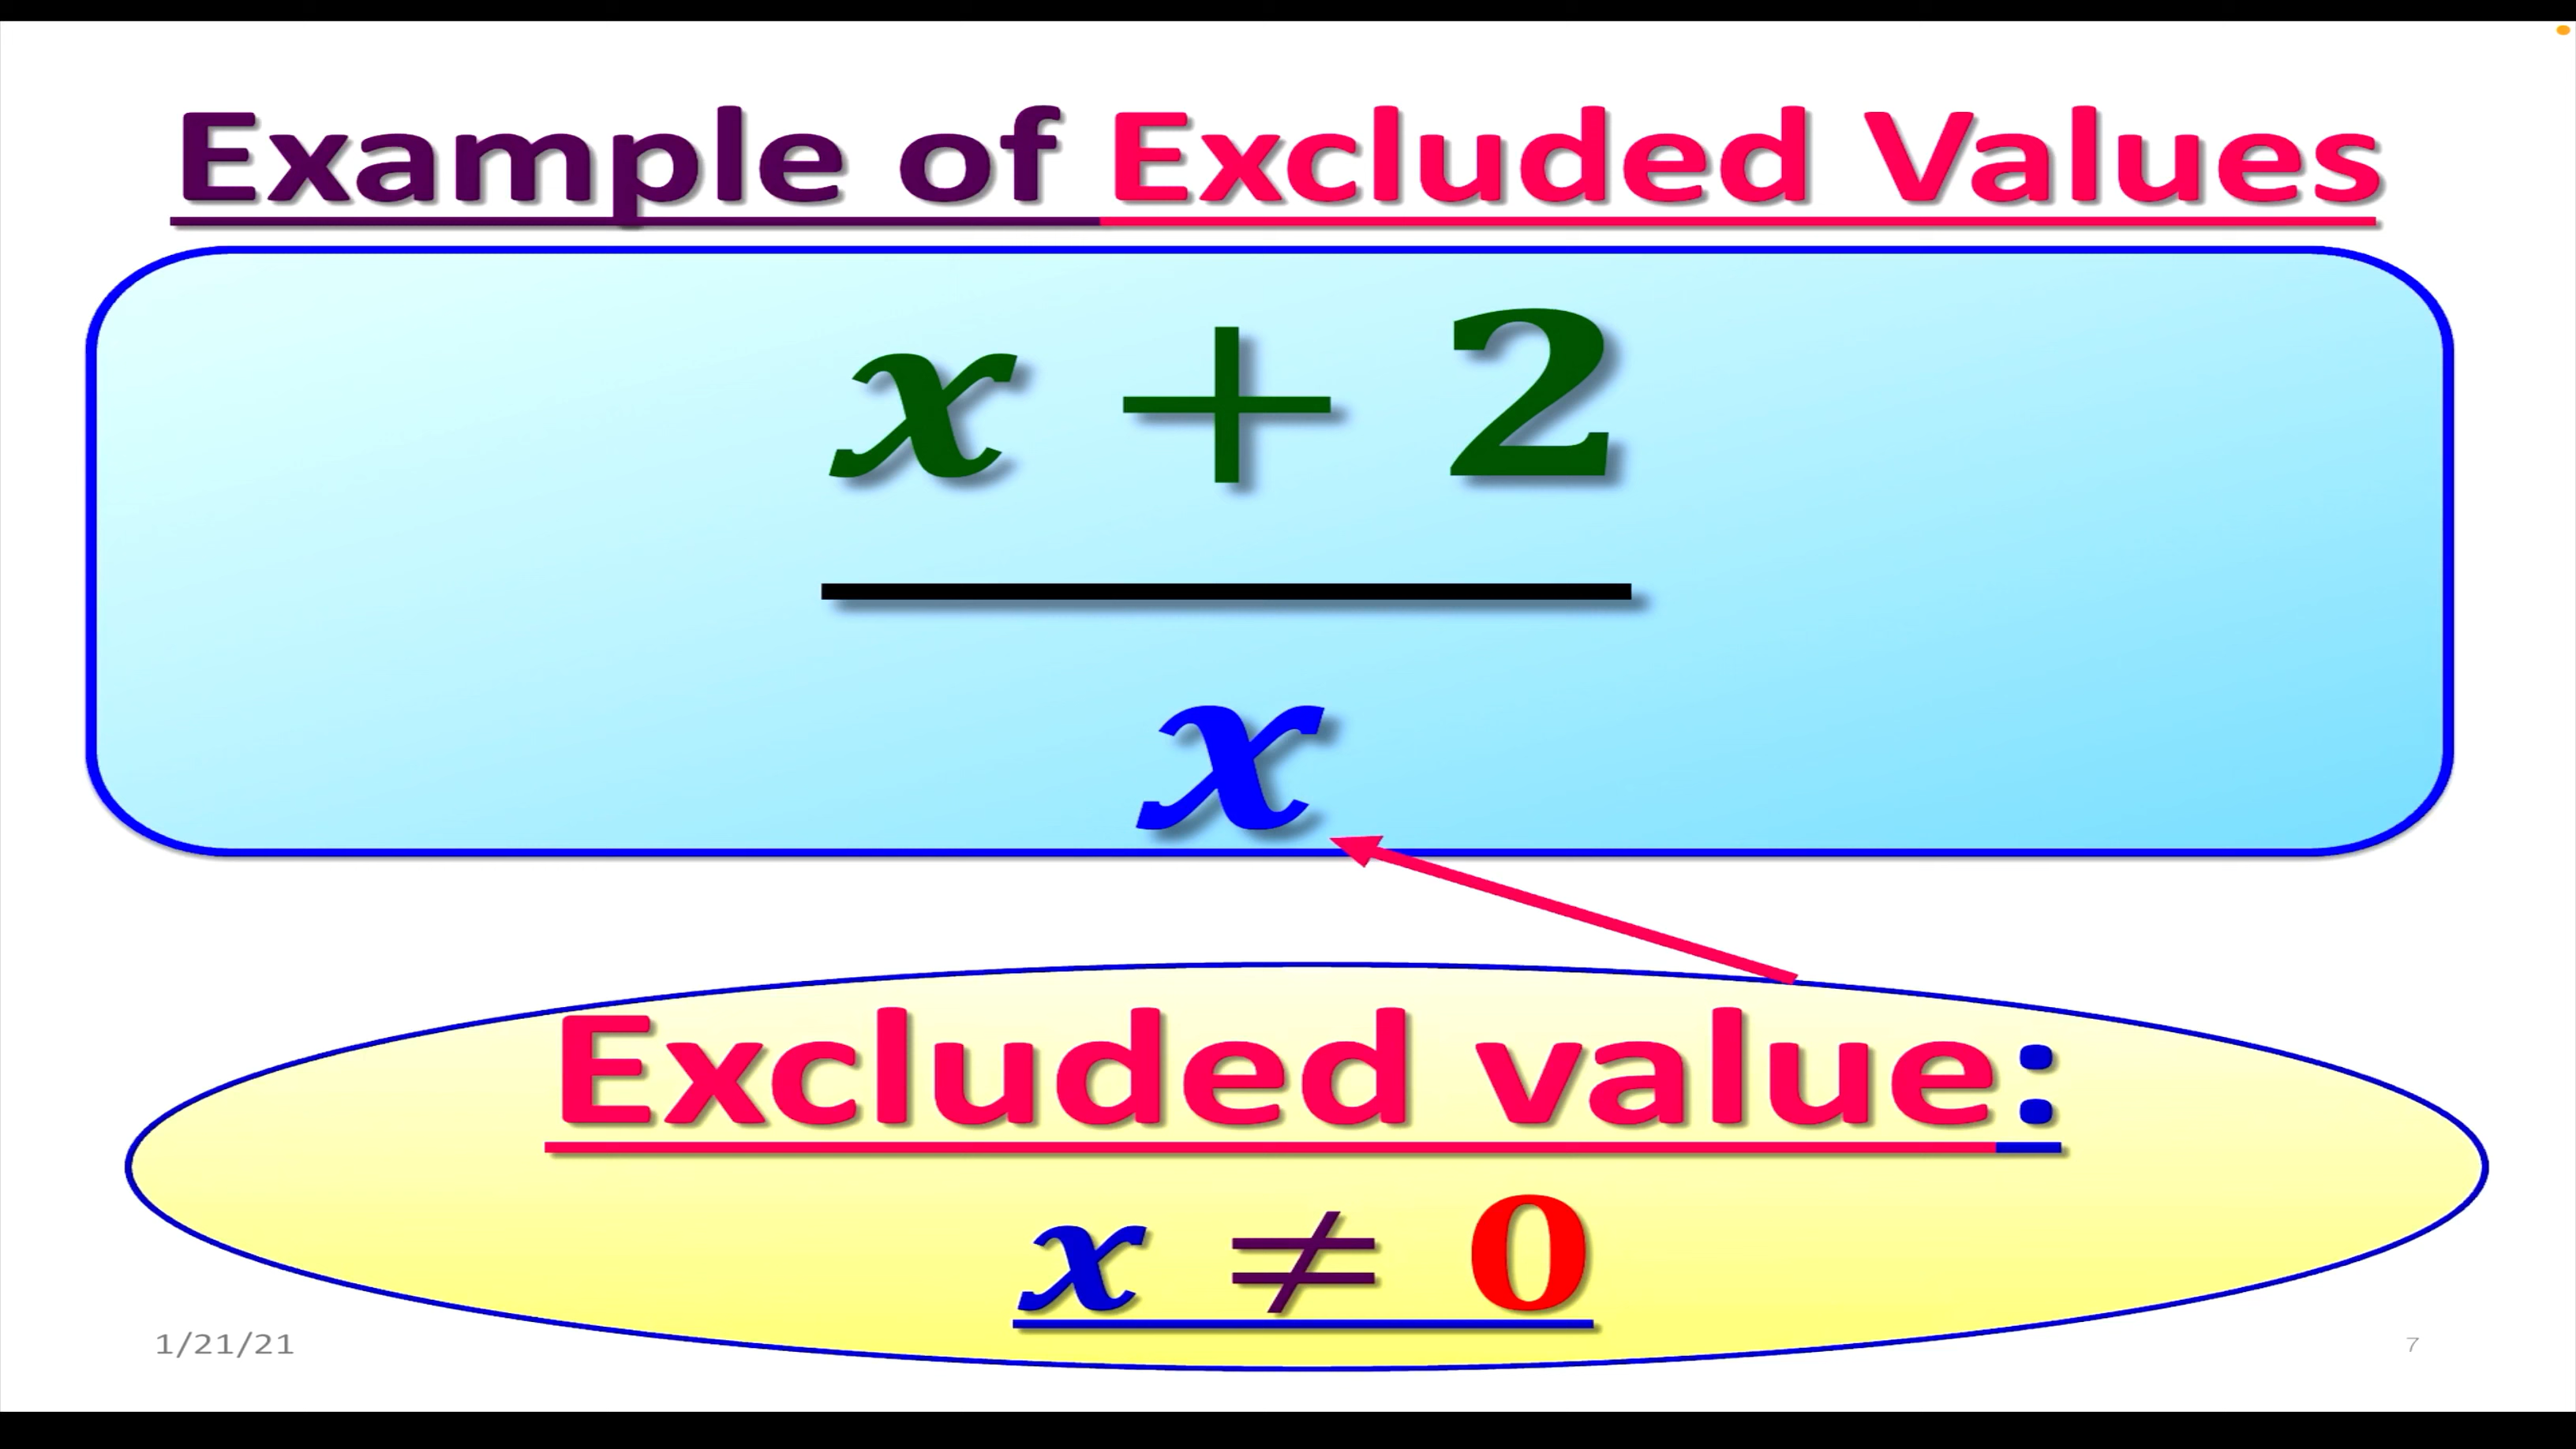 Example of Excluded Values
x + 2
x
Excluded value:
x ≠ 0
1/21/21
7